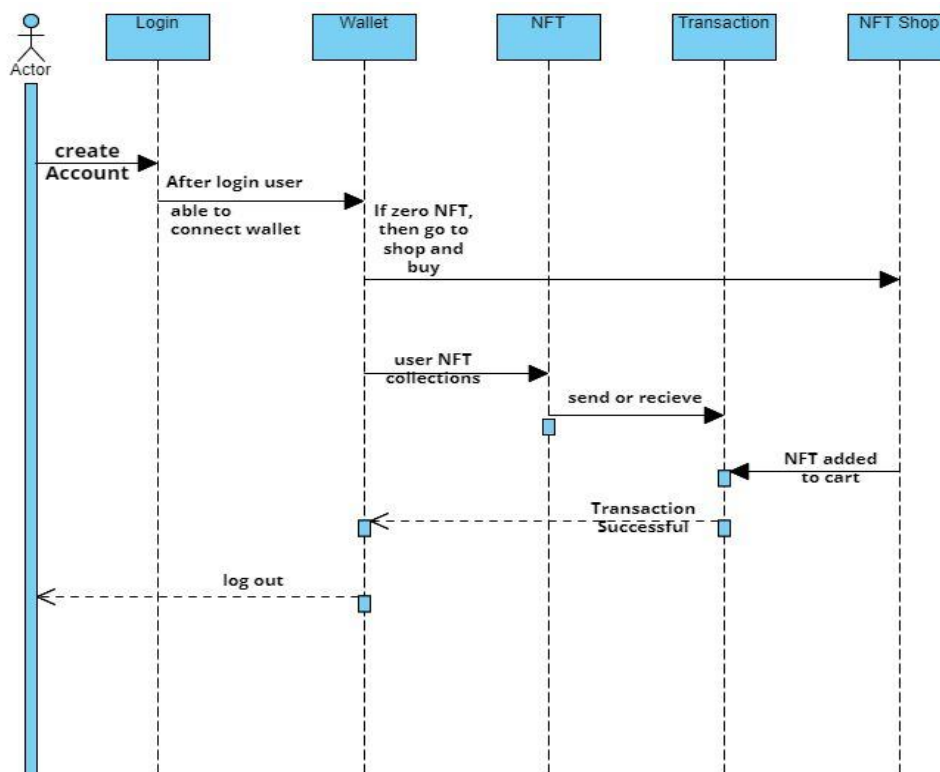 Login
Wallet
NFT
Transaction
NFT Shop
Actor
create
Account
After login user
able to
connect wallet
If zero NFT,
then go to
shop and
buy
user NFT
collections
send or recieve
NFT added
to cart
Transaction
Successful
log out